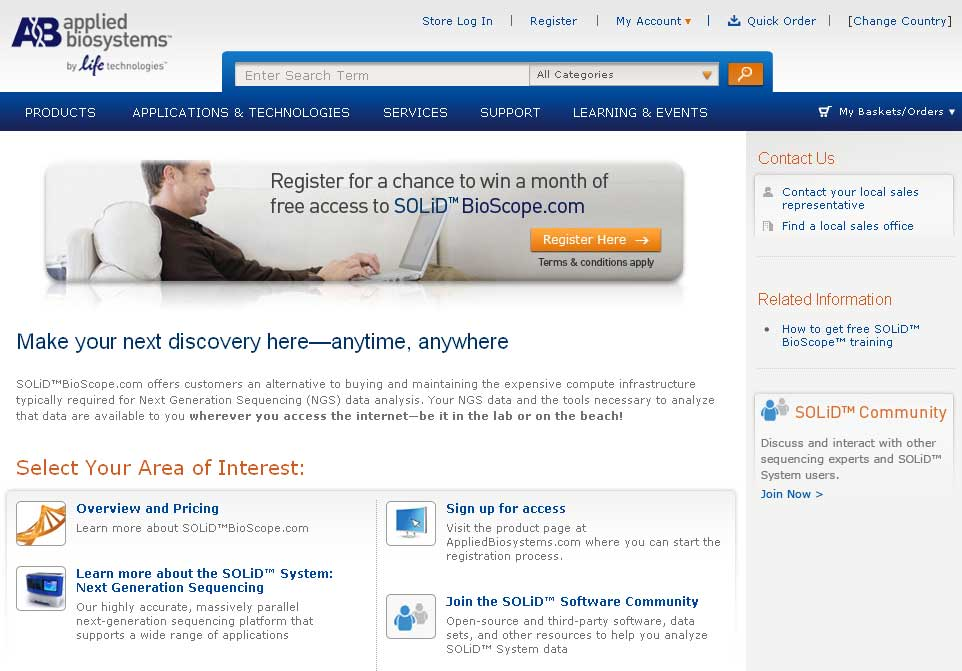 Store Log In | Register | My Account | Quick Order | [Change Country]
A&B applied biosystems™
by life technologies™
Enter Search Term
All Categories
PRODUCTS APPLICATIONS & TECHNOLOGIES SERVICES SUPPORT LEARNING & EVENTS My Baskets/Orders
Register for a chance to win a month of
free access to SOLiD™ BioScope.com
Register Here →
Terms & conditions apply
Make your next discovery here—anytime, anywhere
SOLiD™BioScope.com offers customers an alternative to buying and maintaining the expensive compute infrastructure
typically required for Next Generation Sequencing (NGS) data analysis. Your NGS data and the tools necessary to analyze
that data are available to you wherever you access the internet—be it in the lab or on the beach!
Select Your Area of Interest:
Overview and Pricing
Learn more about SOLiD™BioScope.com
Learn more about the SOLiD™ System:
Next Generation Sequencing
Our highly accurate, massively parallel
next-generation sequencing platform that
supports a wide range of applications
Sign up for access
Visit the product page at
AppliedBiosystems.com where you can start the
registration process.
Join the SOLiD™ Software Community
Open-source and third-party software, data
sets, and other resources to help you analyze
SOLiD™ System data
Contact Us
Contact your local sales
representative
Find a local sales office
Related Information
• How to get free SOLiD™
BioScope™ training
SOLiD™ Community
Discuss and interact with other
sequencing experts and SOLiD™
System users.
Join Now >